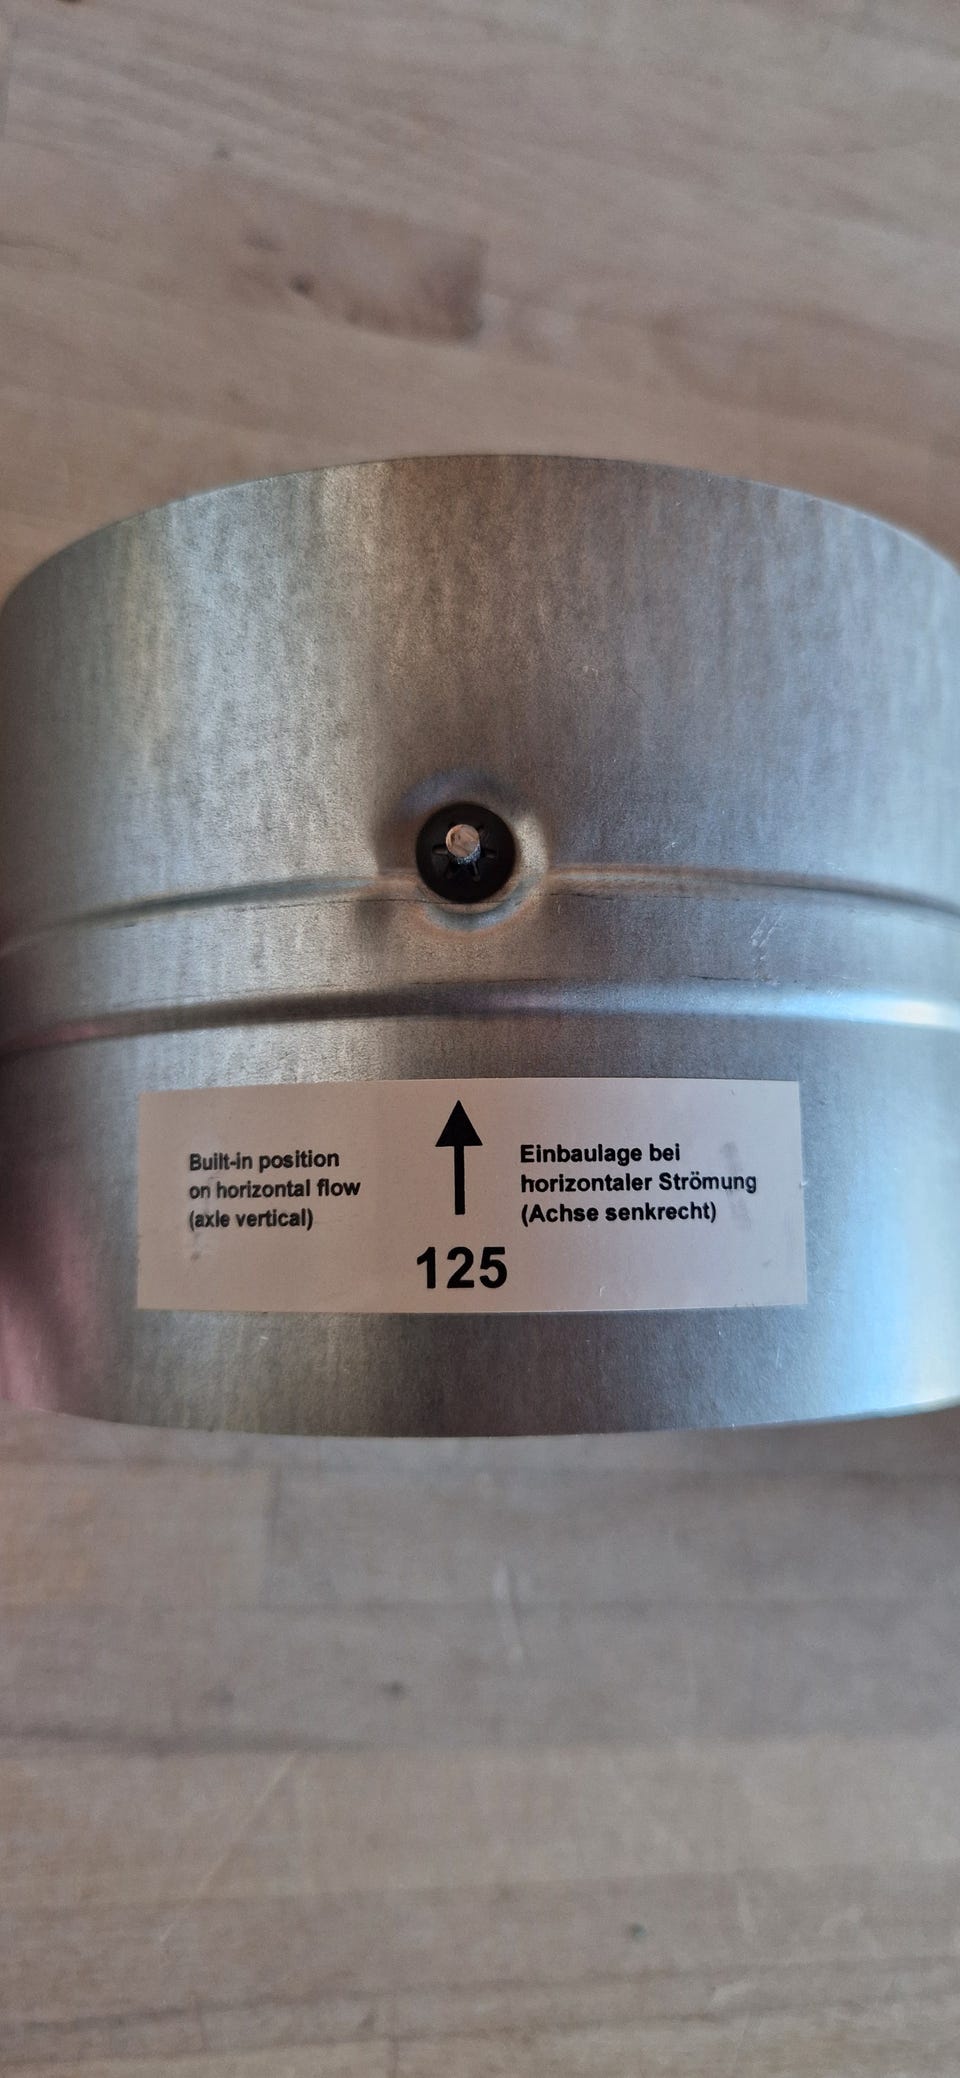 Built-in position
on horizontal flow
(axle vertical)
Einbaulage bei
horizontaler Strömung
(Achse senkrecht)
125